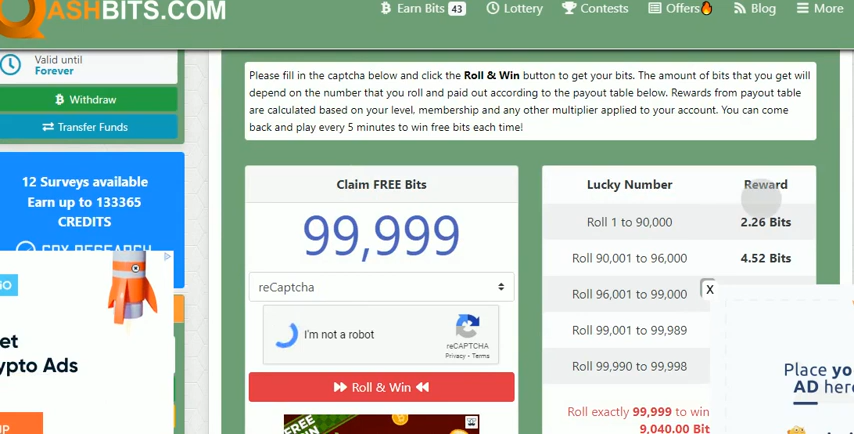 ASHBITS.COM
Earn Bits 43
Lottery
Contests
Offers
Blog
More
Valid until
Forever
Withdraw
Transfer Funds
12 Surveys available
Earn up to 133365
CREDITS
CPX RESEARCH
GO
et
ypto Ads
UP
Please fill in the captcha below and click the Roll & Win button to get your bits. The amount of bits that you get will
depend on the number that you roll and paid out according to the payout table below. Rewards from payout table
are calculated based on your level, membership and any other multiplier applied to your account. You can come
back and play every 5 minutes to win free bits each time!
Claim FREE Bits
99,999
reCaptcha
I'm not a robot
reCAPTCHA
Privacy - Terms
Roll & Win
FREE
Lucky Number Reward
Roll 1 to 90,000 2.26 Bits
Roll 90,001 to 96,000 4.52 Bits
Roll 96,001 to 99,000
Roll 99,001 to 99,989
Roll 99,990 to 99,998
Roll exactly 99,999 to win
9,040.00 Bit
X
Place yo
AD here